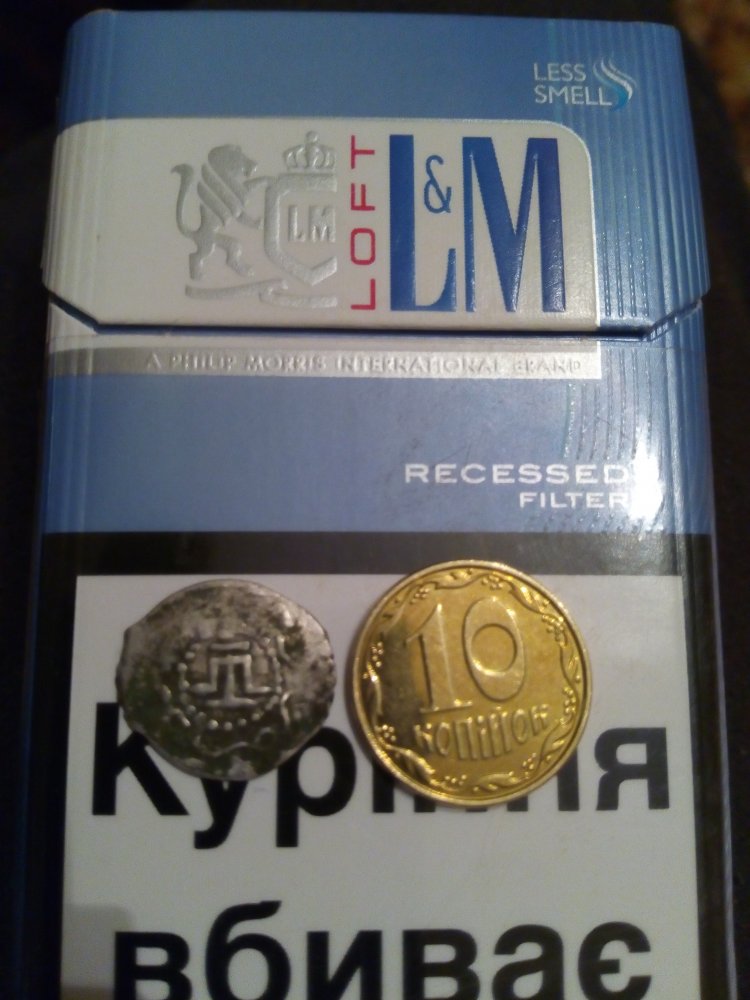 LESS
SMELL
LM
LOFT
L&M
A PHILIP MORRIS INTERNATIONAL BRAND
RECESSED
FILTER
10
КОПІЙОК
Куріння
вбиває